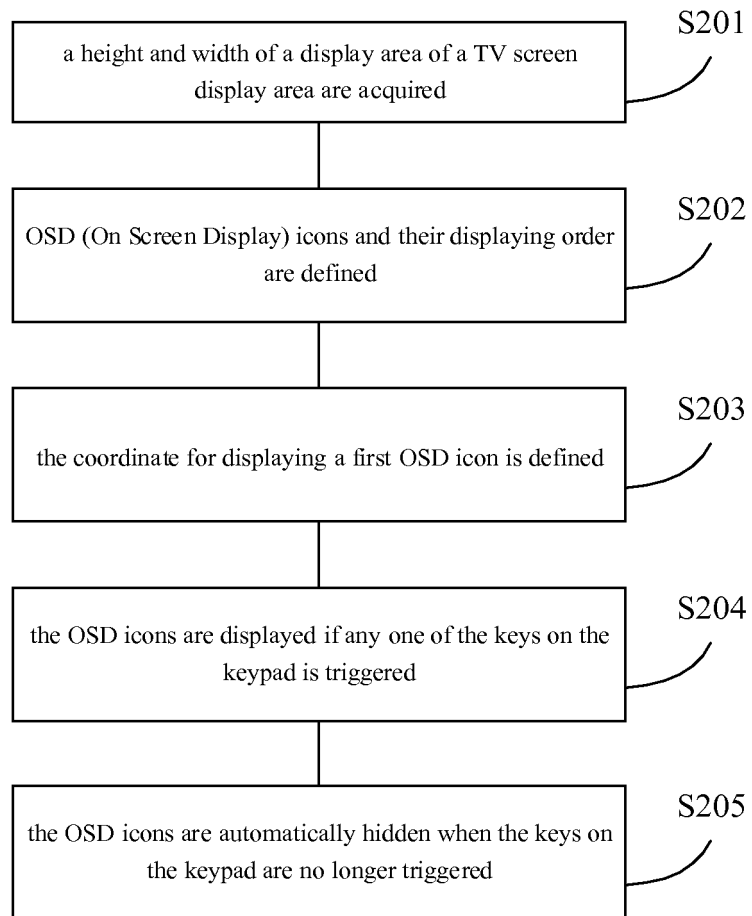 S201
a height and width of a display area of a TV screen
display area are acquired
S202
OSD (On Screen Display) icons and their displaying order
are defined
S203
the coordinate for displaying a first OSD icon is defined
S204
the OSD icons are displayed if any one of the keys on the
keypad is triggered
S205
the OSD icons are automatically hidden when the keys on
the keypad are no longer triggered